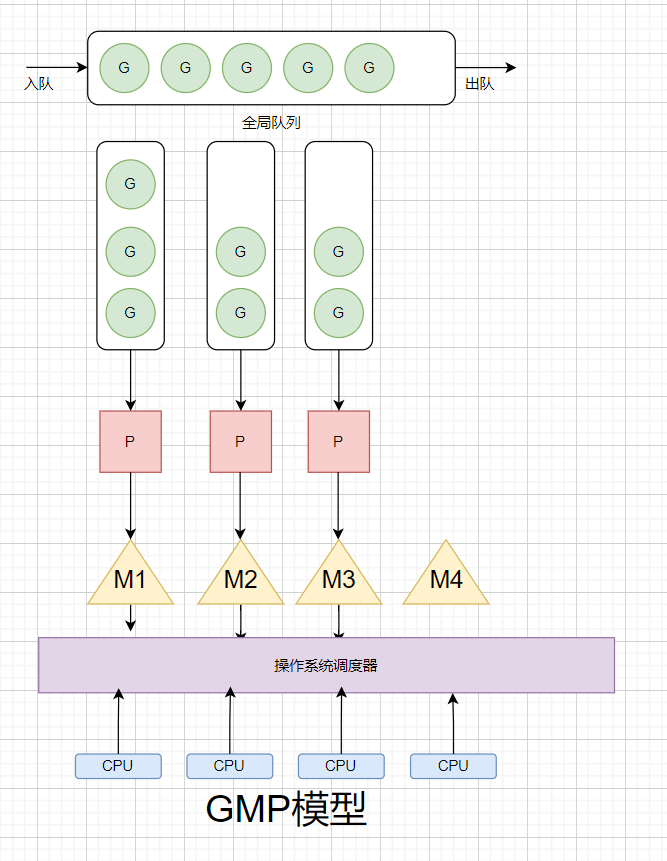 G G G G G
入队
出队
全局队列
G
G G G
G G G
P P P
M1 M2 M3 M4
操作系统调度器
CPU CPU CPU CPU
GMP模型